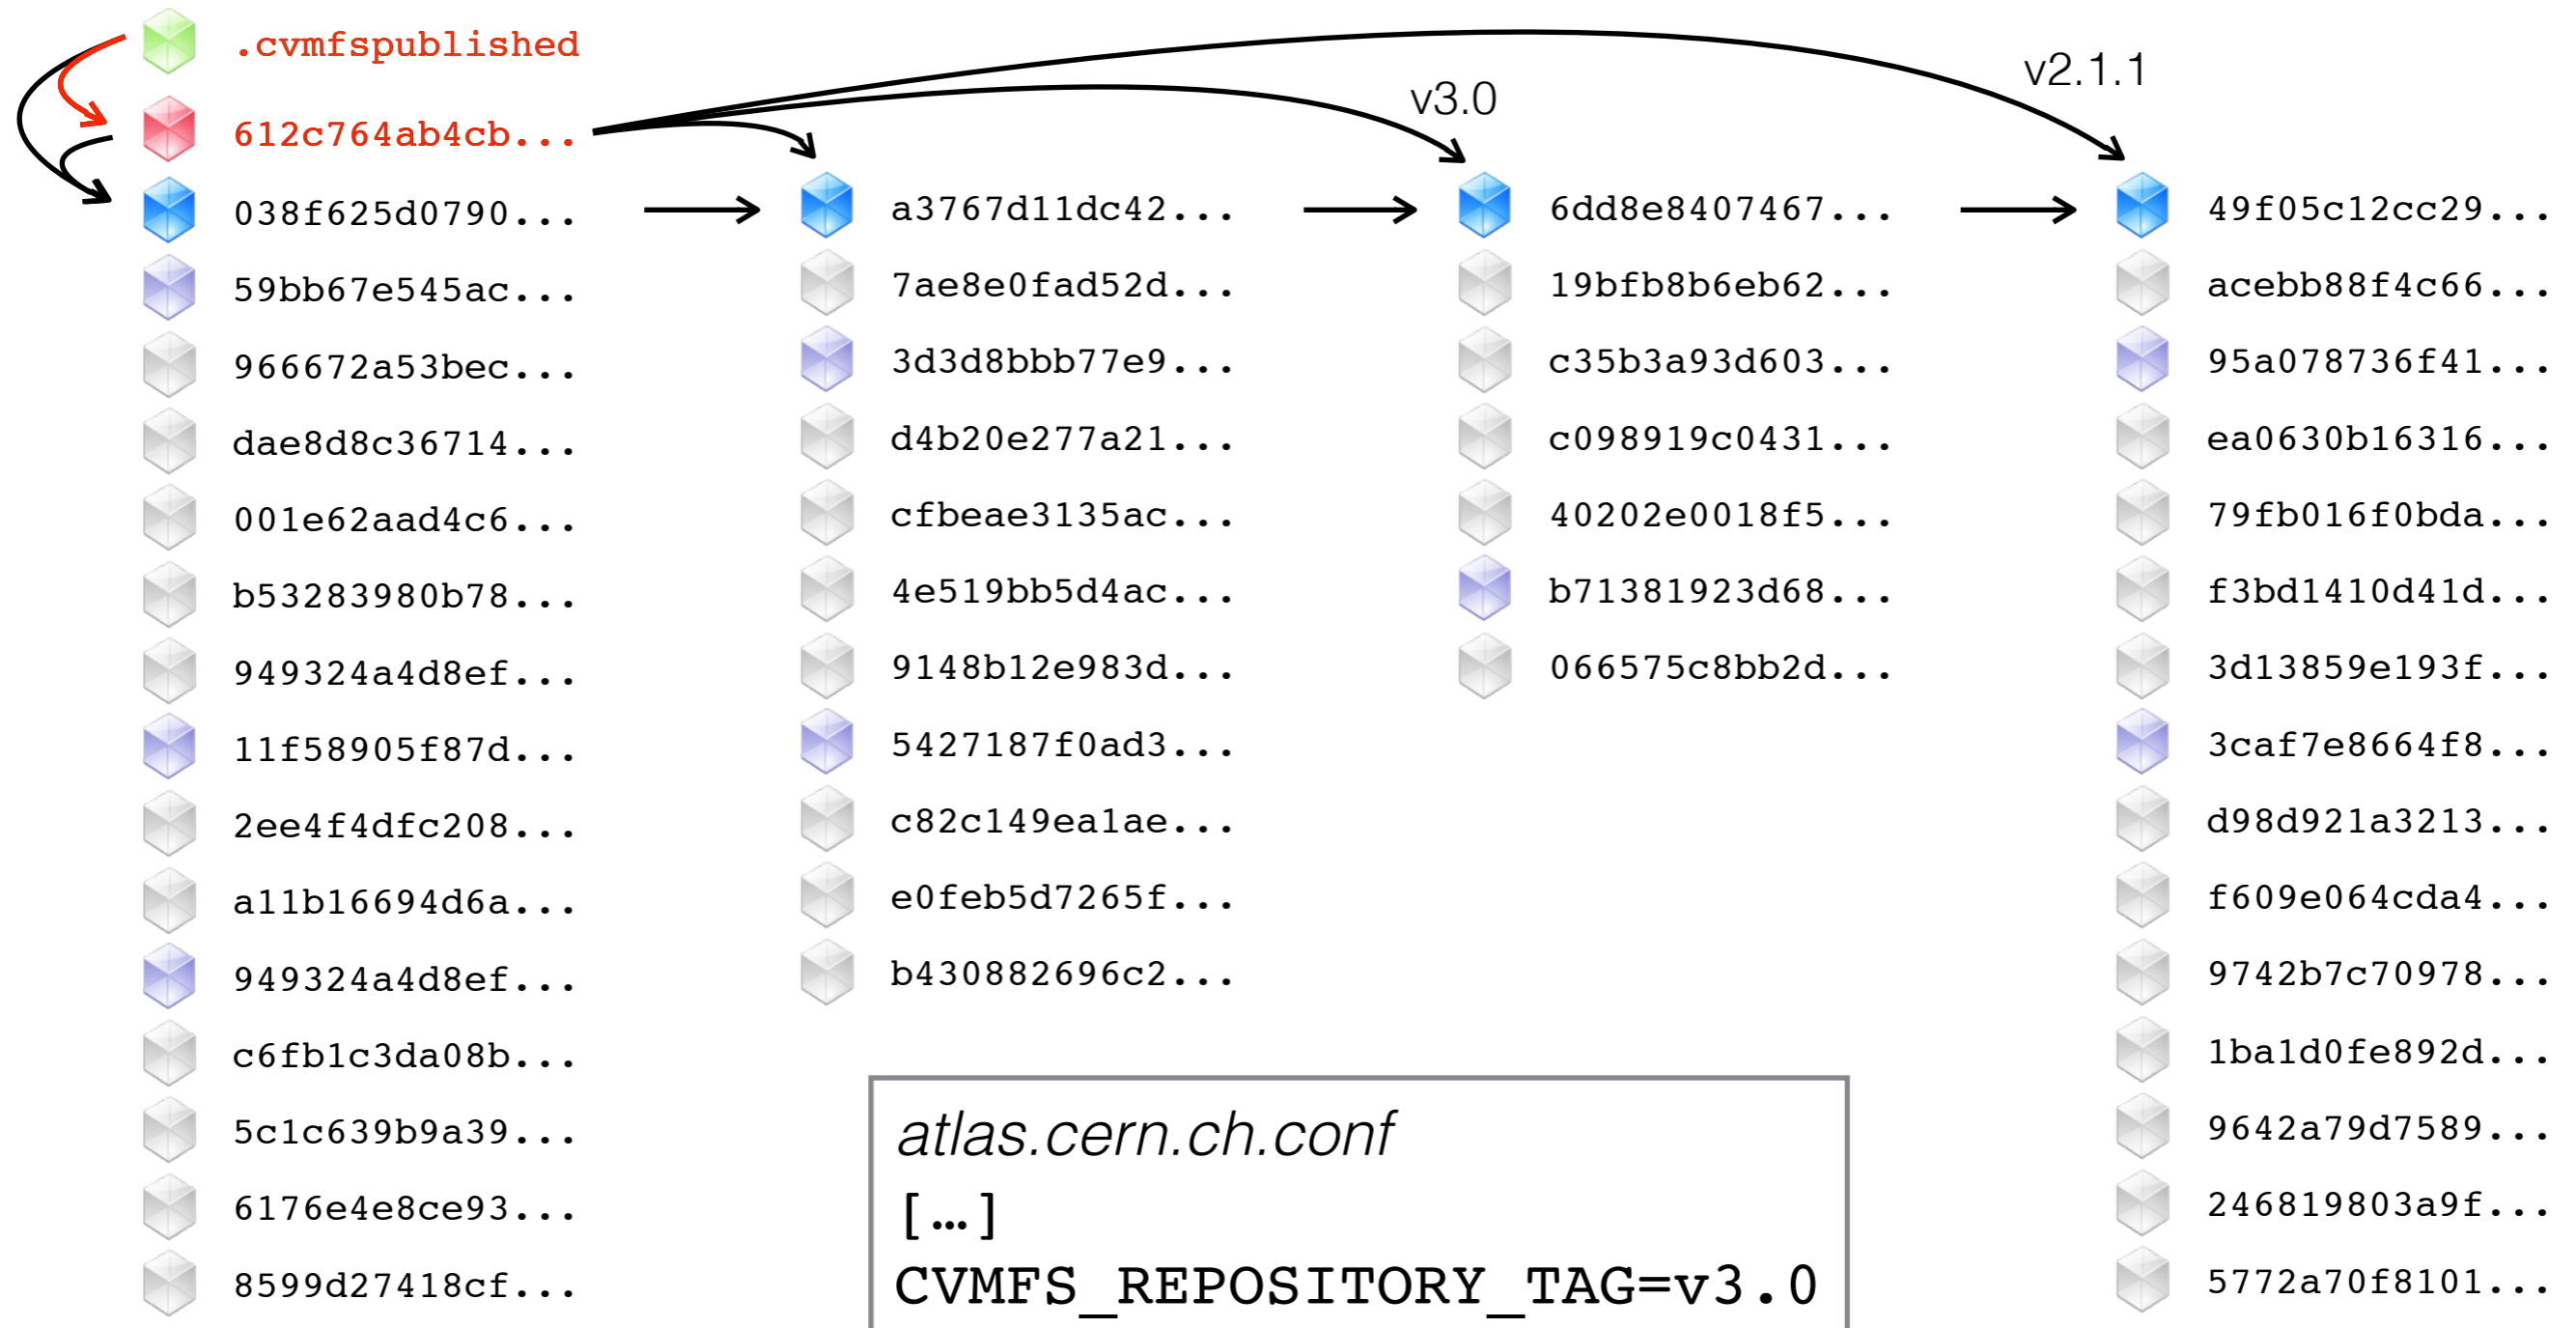 .cvmfspublished
612c764ab4cb...
v3.0
v2.1.1
038f625d0790...
59bb67e545ac...
966672a53bec...
dae8d8c36714...
001e62aad4c6...
b53283980b78...
949324a4d8ef...
11f58905f87d...
2ee4f4dfc208...
a11b16694d6a...
949324a4d8ef...
c6fb1c3da08b...
5c1c639b9a39...
6176e4e8ce93...
8599d27418cf...
a3767d11dc42...
7ae8e0fad52d...
3d3d8bbb77e9...
d4b20e277a21...
cfbeae3135ac...
4e519bb5d4ac...
9148b12e983d...
5427187f0ad3...
c82c149ea1ae...
e0feb5d7265f...
b430882696c2...
6dd8e8407467...
19bfb8b6eb62...
c35b3a93d603...
c098919c0431...
40202e0018f5...
b71381923d68...
066575c8bb2d...
49f05c12cc29...
acebb88f4c66...
95a078736f41...
ea0630b16316...
79fb016f0bda...
f3bd1410d41d...
3d13859e193f...
3caf7e8664f8...
d98d921a3213...
f609e064cda4...
9742b7c70978...
1ba1d0fe892d...
9642a79d7589...
246819803a9f...
5772a70f8101...
atlas.cern.ch.conf
[…]
CVMFS_REPOSITORY_TAG=v3.0